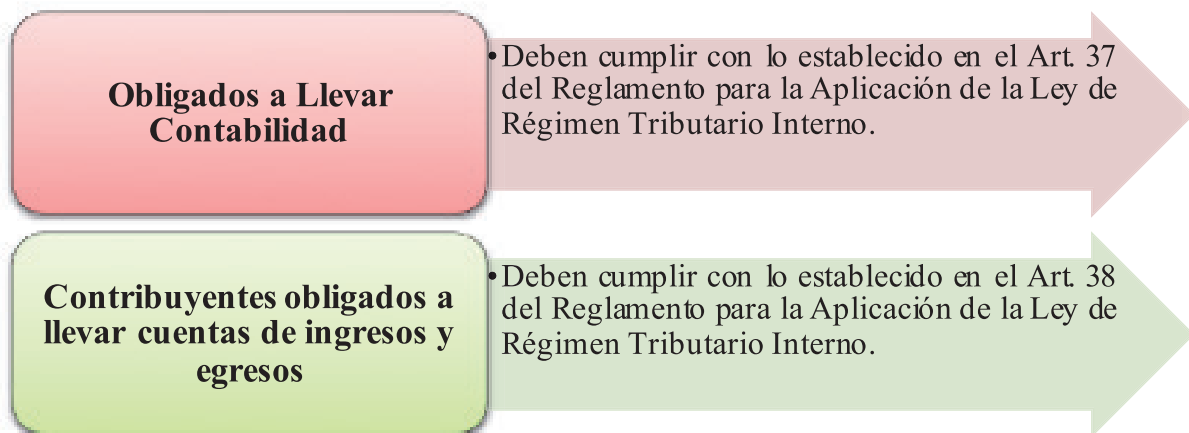 Obligados a Llevar
Contabilidad
•Deben cumplir con lo establecido en el Art. 37
del Reglamento para la Aplicación de la Ley de
Régimen Tributario Interno.
Contribuyentes obligados a
llevar cuentas de ingresos y
egresos
•Deben cumplir con lo establecido en el Art. 38
del Reglamento para la Aplicación de la Ley de
Régimen Tributario Interno.